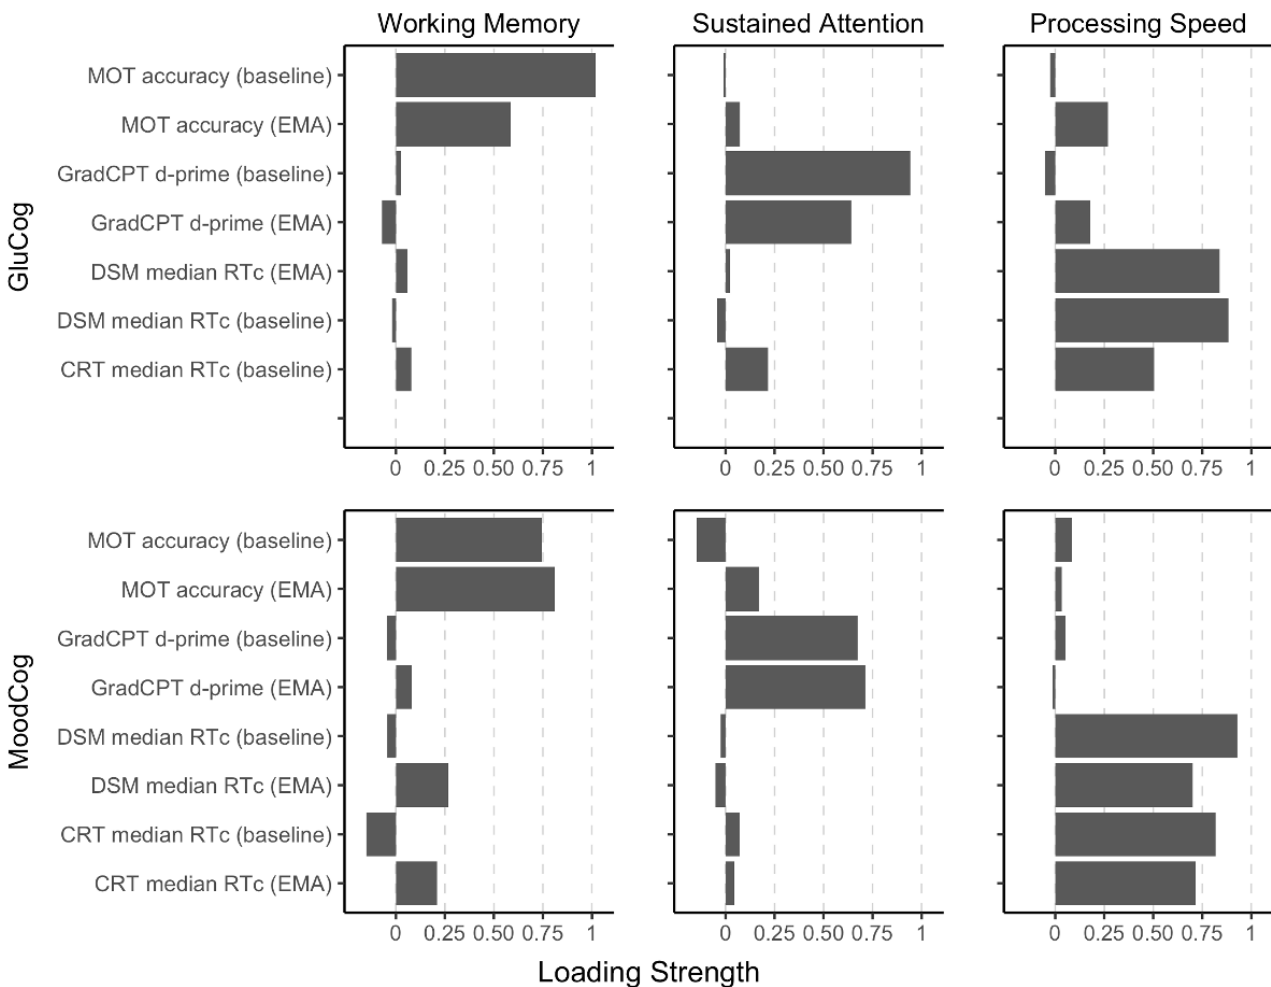 Working Memory Sustained Attention Processing Speed
GluCog
MOT accuracy (baseline)
MOT accuracy (EMA)
GradCPT d-prime (baseline)
GradCPT d-prime (EMA)
DSM median RTc (EMA)
DSM median RTc (baseline)
CRT median RTc (baseline)
0 0.25 0.50 0.75 1 0 0.25 0.50 0.75 1 0 0.25 0.50 0.75 1
MoodCog
MOT accuracy (baseline)
MOT accuracy (EMA)
GradCPT d-prime (baseline)
GradCPT d-prime (EMA)
DSM median RTc (baseline)
DSM median RTc (EMA)
CRT median RTc (baseline)
CRT median RTc (EMA)
0 0.25 0.50 0.75 1 0 0.25 0.50 0.75 1 0 0.25 0.50 0.75 1
Loading Strength